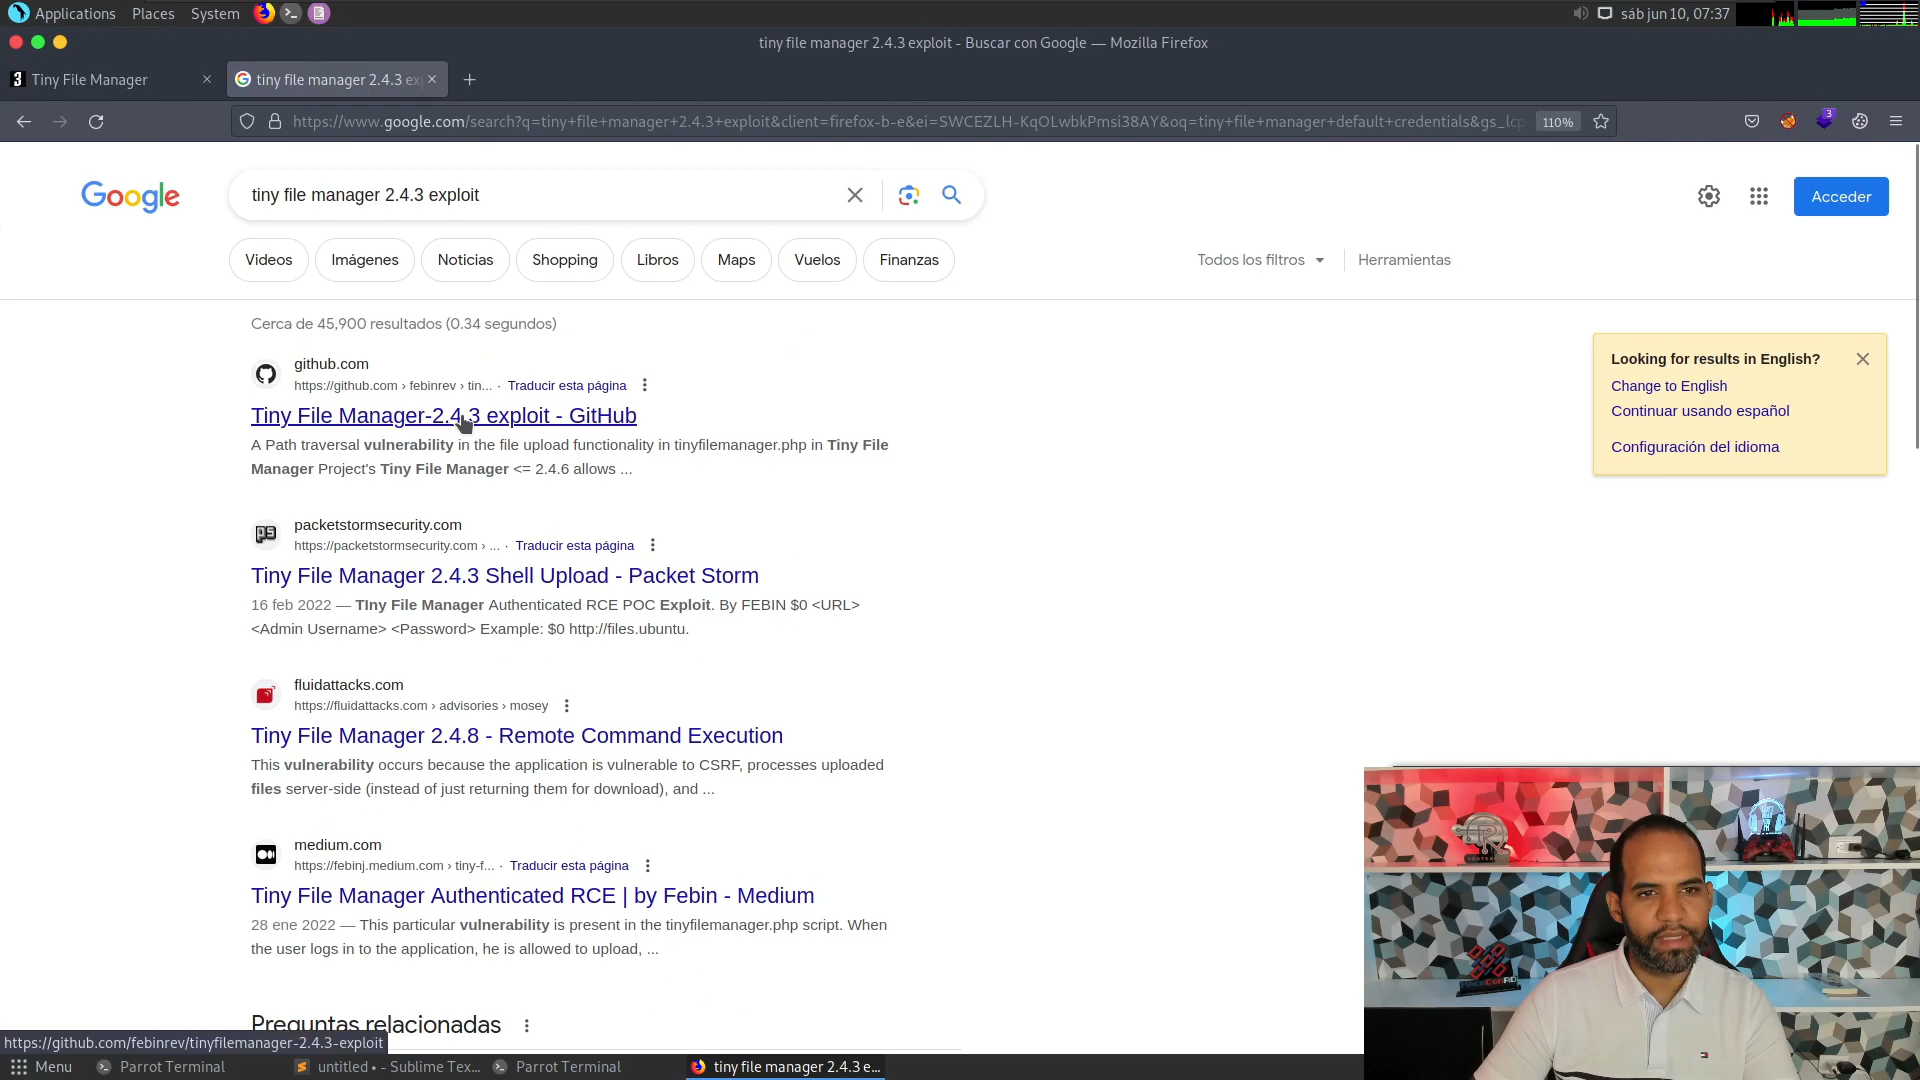 Applications Places System
sáb jun 10, 07:37
tiny file manager 2.4.3 exploit - Buscar con Google — Mozilla Firefox
Tiny File Manager
tiny file manager 2.4.3 ex
https://www.google.com/search?q=tiny+file+manager+2.4.3+exploit&client=firefox-b-e&ei=SWCEZLH-KqOLwbkPmsi38AY&oq=tiny+file+manager+default+credentials&gs_lcp
110%
3
Google
tiny file manager 2.4.3 exploit
Acceder
Videos
Imágenes
Noticias
Shopping
Libros
Maps
Vuelos
Finanzas
Todos los filtros
Herramientas
Cerca de 45,900 resultados (0.34 segundos)
Looking for results in English?
Change to English
Continuar usando español
Configuración del idioma
github.com
https://github.com › febinrev › tin... · Traducir esta página
Tiny File Manager-2.4.3 exploit - GitHub
A Path traversal vulnerability in the file upload functionality in tinyfilemanager.php in Tiny File
Manager Project's Tiny File Manager <= 2.4.6 allows ...
packetstormsecurity.com
https://packetstormsecurity.com › ... · Traducir esta página
Tiny File Manager 2.4.3 Shell Upload - Packet Storm
16 feb 2022 — TIny File Manager Authenticated RCE POC Exploit. By FEBIN $0 <URL>
<Admin Username> <Password> Example: $0 http://files.ubuntu.
fluidattacks.com
https://fluidattacks.com › advisories › mosey
Tiny File Manager 2.4.8 - Remote Command Execution
This vulnerability occurs because the application is vulnerable to CSRF, processes uploaded
files server-side (instead of just returning them for download), and ...
medium.com
https://febinj.medium.com › tiny-f... · Traducir esta página
Tiny File Manager Authenticated RCE | by Febin - Medium
28 ene 2022 — This particular vulnerability is present in the tinyfilemanager.php script. When
the user logs in to the application, he is allowed to upload, ...
Preguntas relacionadas
https://github.com/febinrev/tinyfilemanager-2.4.3-exploit
Menu
Parrot Terminal
untitled • - Sublime Tex...
Parrot Terminal
tiny file manager 2.4.3 e...